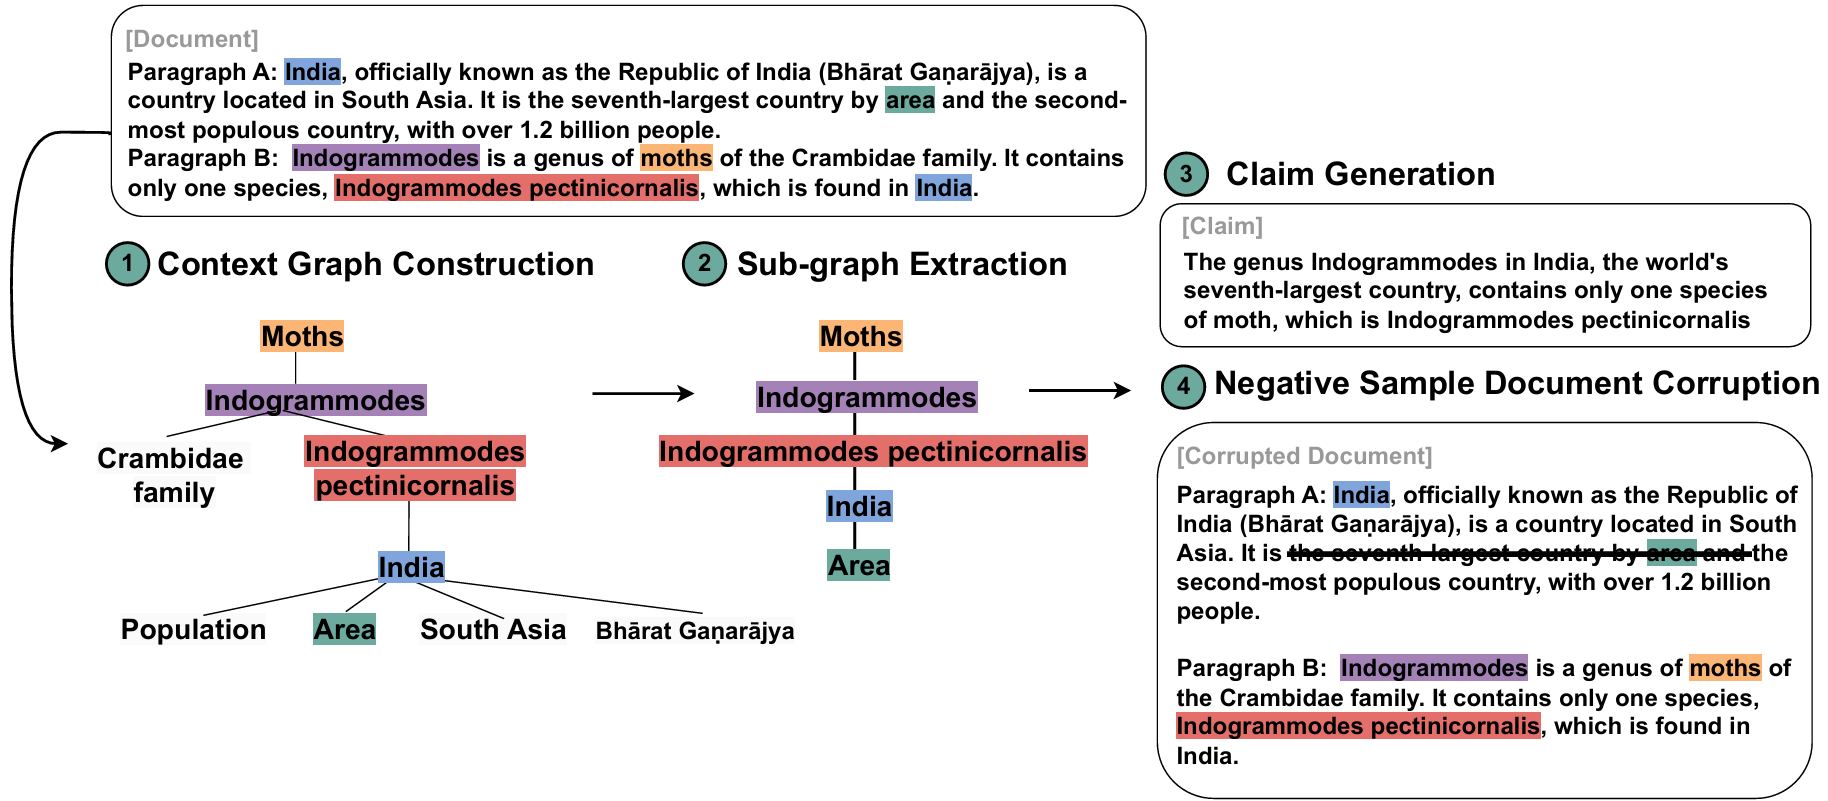 [Document]
Paragraph A: India, officially known as the Republic of India (Bhārat Gaṇarājya), is a
country located in South Asia. It is the seventh-largest country by area and the second-
most populous country, with over 1.2 billion people.
Paragraph B: Indogrammodes is a genus of moths of the Crambidae family. It contains
only one species, Indogrammodes pectinicornalis, which is found in India.
1 Context Graph Construction
Moths
Indogrammodes
Crambidae
family
Indogrammodes
pectinicornalis
India
Population
Area
South Asia
Bhārat Gaṇarājya
2 Sub-graph Extraction
Moths
Indogrammodes
Indogrammodes pectinicornalis
India
Area
3 Claim Generation
[Claim]
The genus Indogrammodes in India, the world's
seventh-largest country, contains only one species
of moth, which is Indogrammodes pectinicornalis
4 Negative Sample Document Corruption
[Corrupted Document]
Paragraph A: India, officially known as the Republic of
India (Bhārat Gaṇarājya), is a country located in South
Asia. It is the seventh-largest country by area and the
second-most populous country, with over 1.2 billion
people.
Paragraph B: Indogrammodes is a genus of moths of
the Crambidae family. It contains only one species,
Indogrammodes pectinicornalis, which is found in
India.